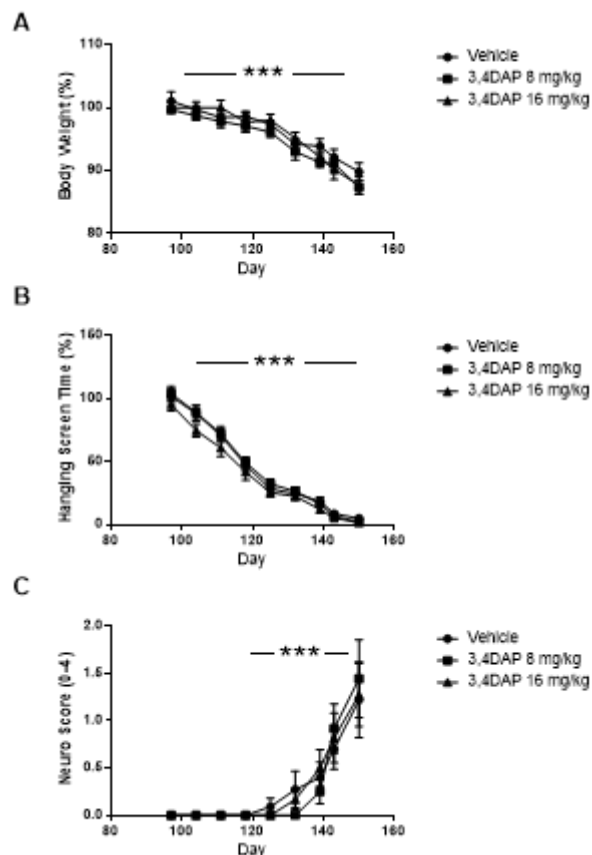 A
110
100
90
80
Body Weight (%)
***
80 100 120 140 160
Day
Vehicle
3,4DAP 8 mg/kg
3,4DAP 16 mg/kg
B
160
100
60
0
Hanging Screen Time (%)
***
80 100 120 140 160
Day
Vehicle
3,4DAP 8 mg/kg
3,4DAP 16 mg/kg
C
2.0
1.5
1.0
0.5
0.0
Neuro Score (0-4)
***
80 100 120 140 160
Day
Vehicle
3,4DAP 8 mg/kg
3,4DAP 16 mg/kg